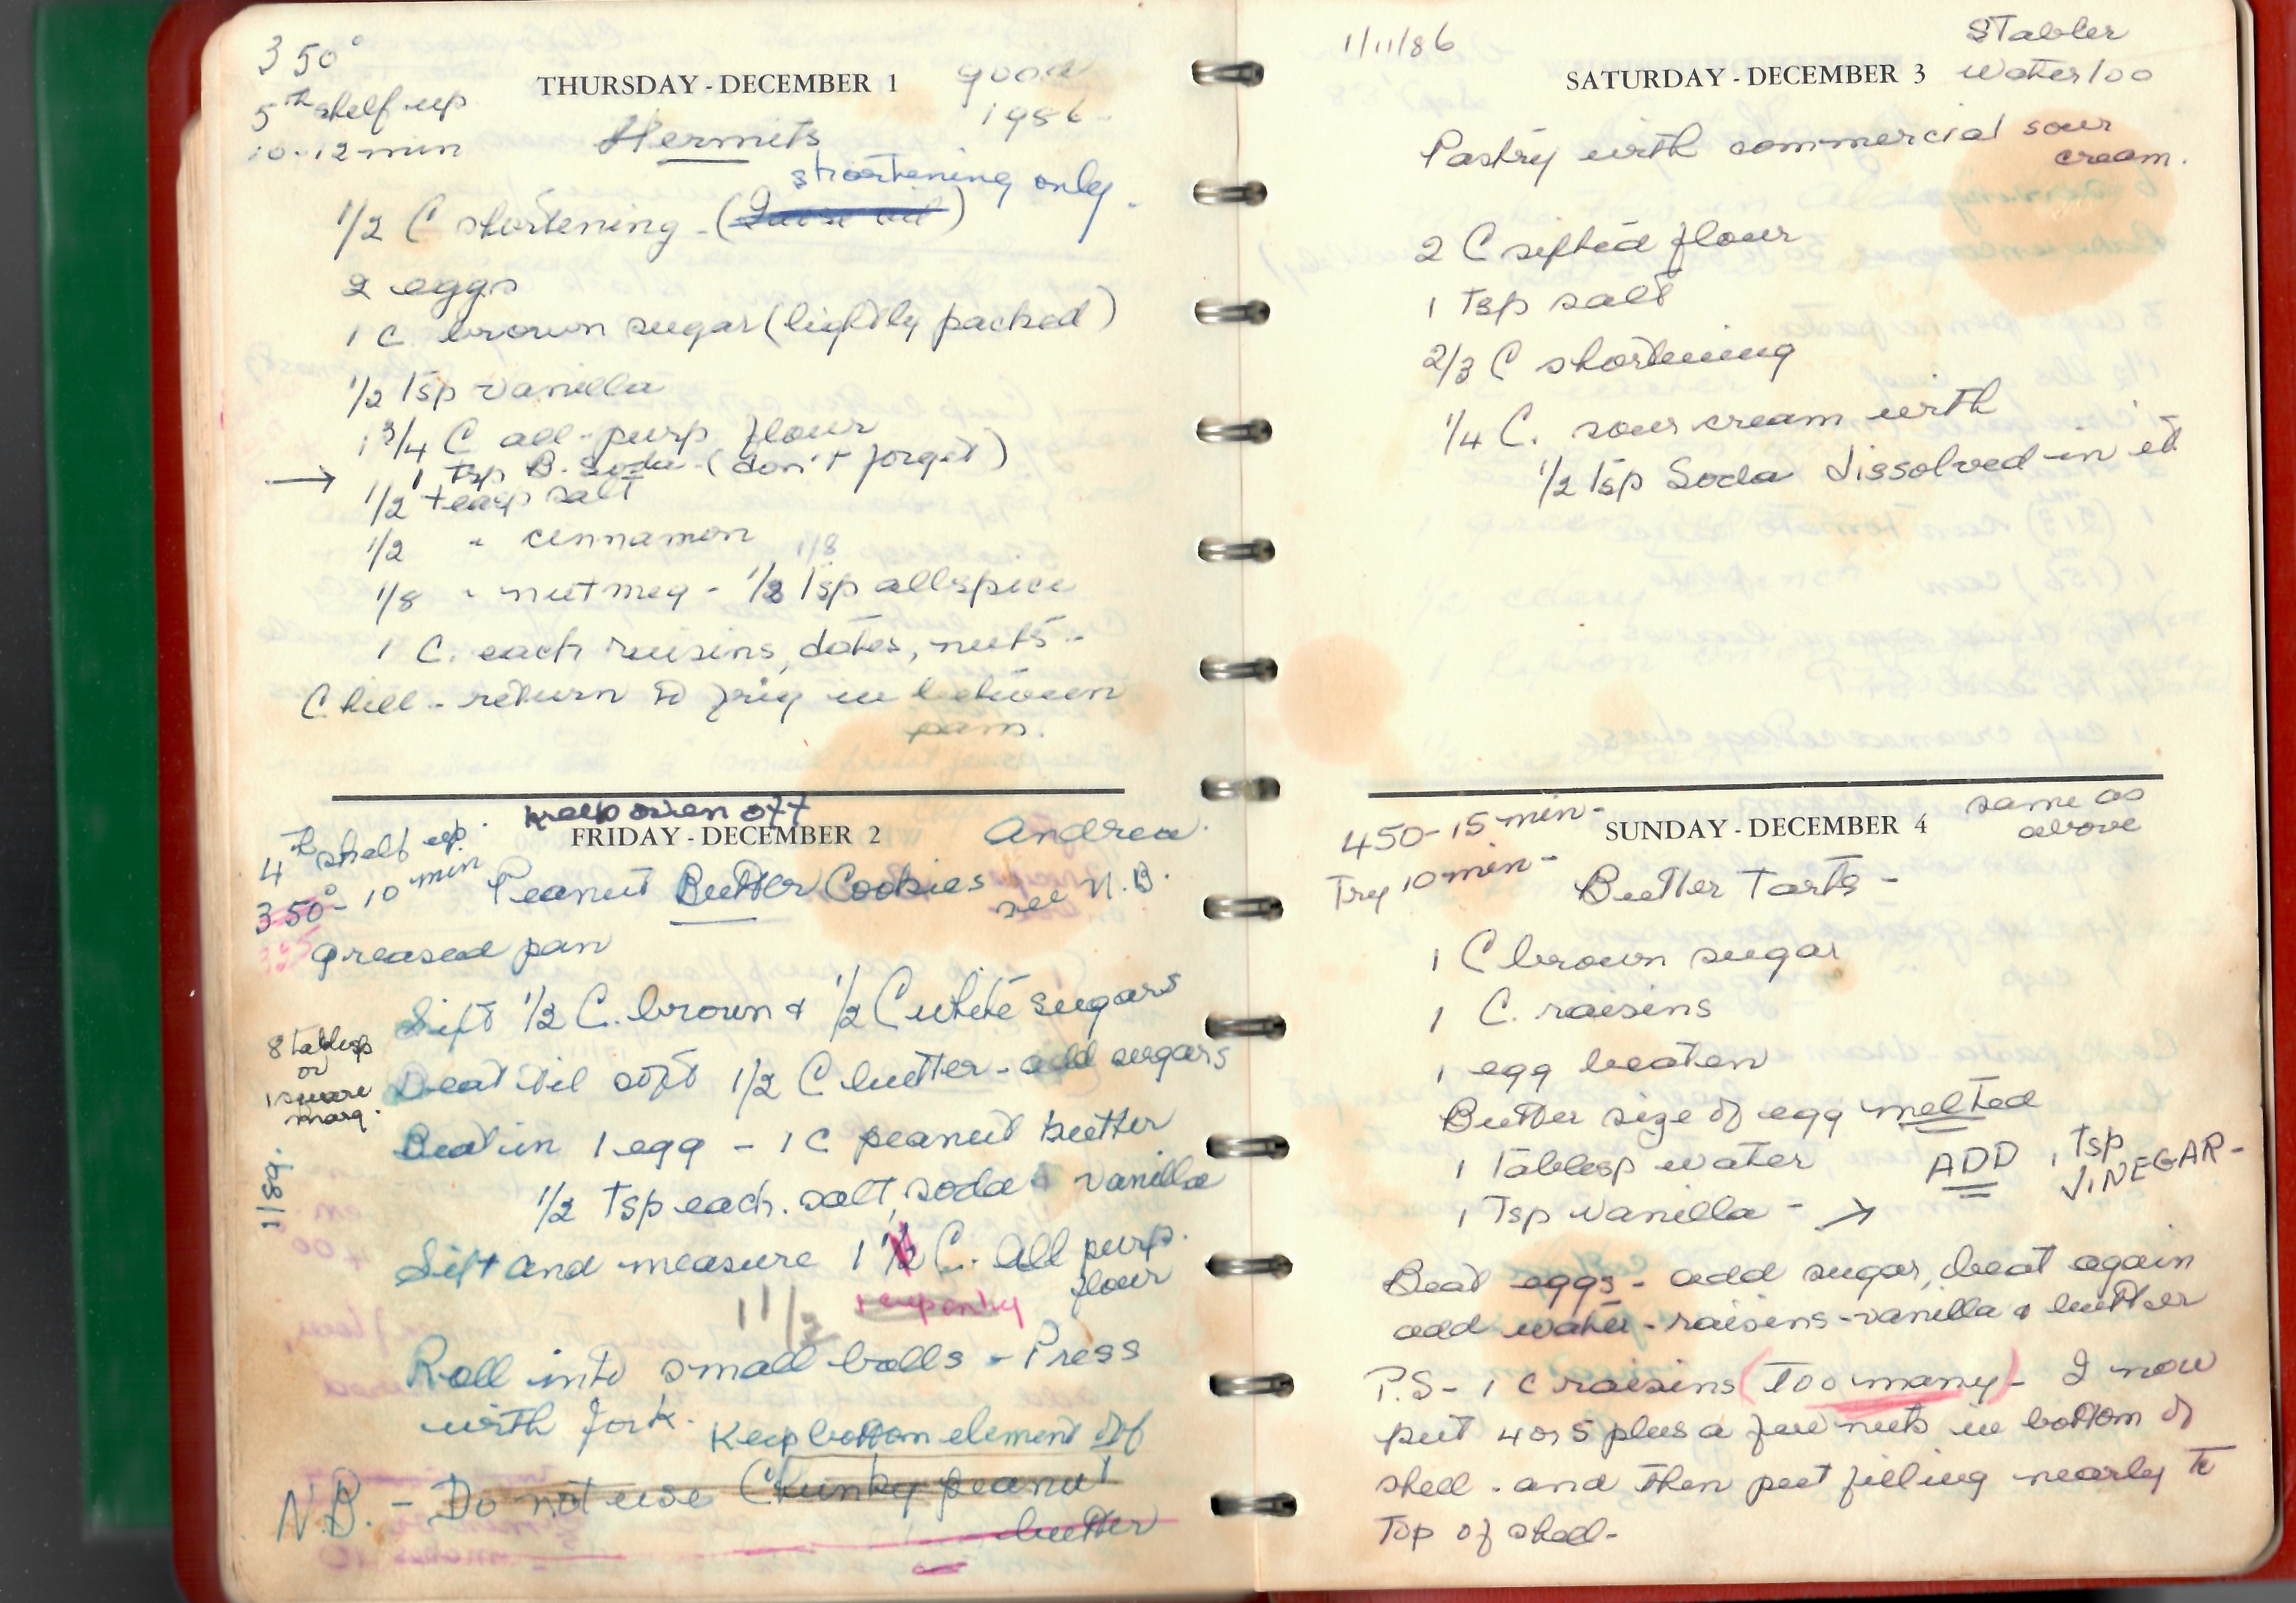 350°
5th shelf up
10-12 min
THURSDAY - DECEMBER 1
good
1986
Hermits
shortening only.
1/2 C shortening - (I use oil)
2 eggs
1 C. brown sugar (lightly packed)
1/2 tsp vanilla
1 3/4 C all-purp flour
→ 1 tsp B. Soda - (don't forget)
1/2 teasp salt
1/2 " cinnamon
1/8
1/8 " nutmeg - 1/2 tsp allspice
1 C. each raisins, dates, nuts -
Chill - return to frig in between
pans.
keep oven off
4th shelf up.
FRIDAY - DECEMBER 2
Andrea
350° - 10 min
Peanut Butter Cookies
see N.B.
greased pan
Sift 1/2 C. brown & 1/2 C white sugars
8 tablesp
or
1 square
marg.
Beat til soft 1/2 C butter - add sugars
Beat in 1 egg - 1 C peanut butter
1/2 tsp each. salt, soda & vanilla
1/89.
Sift and measure 1 1/2 C. all purp.
flour
1 1/2
1 cup only
Roll into small balls - Press
with fork.
Keep bottom element off
N.B. - Do not use Chunky peanut
butter
1/11/86
Stabler
Waterloo
SATURDAY - DECEMBER 3
Pastry with commercial sour
cream.
2 C sifted flour
1 Tsp salt
2/3 C shortening
1/4 C. sour cream with
1/2 tsp Soda dissolved in it
450 - 15 min -
Try 10 min -
SUNDAY - DECEMBER 4
same as
above
Butter Tarts -
1 C brown sugar
1 C. raisins
1 egg beaten
Butter size of egg melted
1 Tablesp water
1 Tsp vanilla - →
ADD 1 tsp
VINEGAR -
Beat eggs - add sugar, beat again
add water - raisins - vanilla & butter
P.S - 1 C raisins (too many) - I now
put 4 or 5 plus a few nuts in bottom of
shell. and then put filling nearly to
Top of shell -